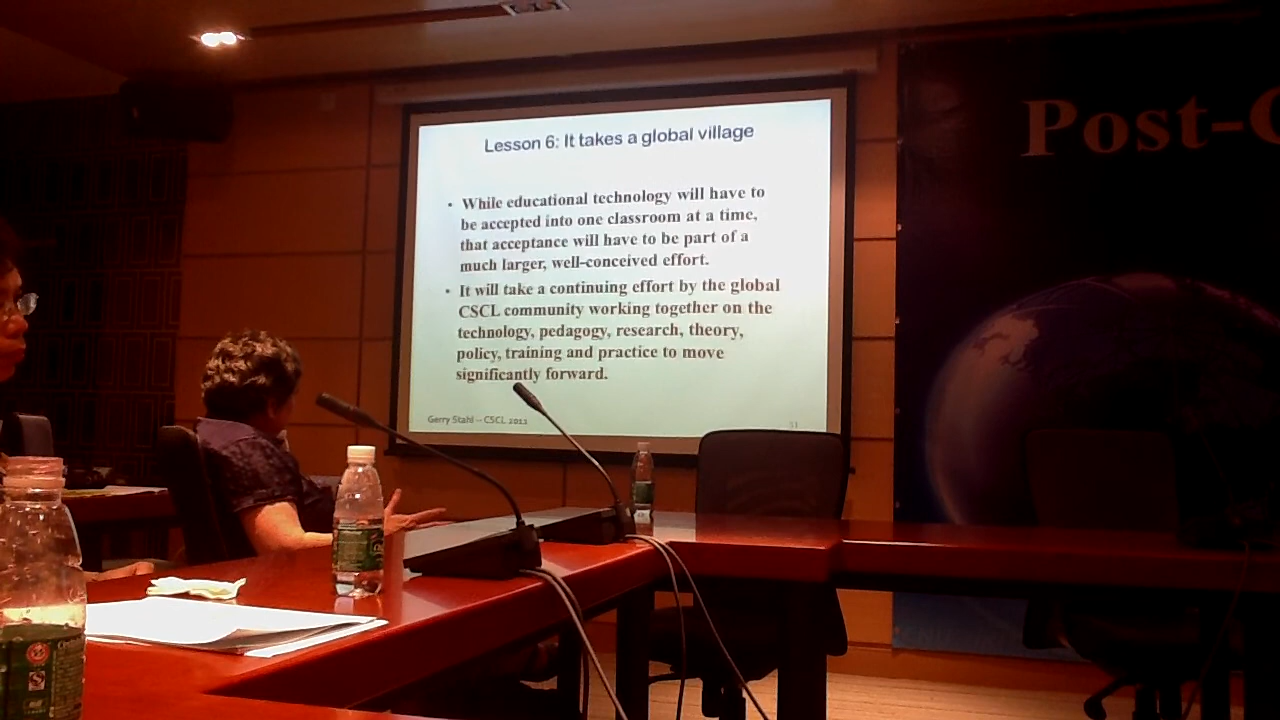 Lesson 6: It takes a global village
• While educational technology will have to
be accepted into one classroom at a time,
that acceptance will have to be part of a
much larger, well-conceived effort.
• It will take a continuing effort by the global
CSCL community working together on the
technology, pedagogy, research, theory,
policy, training and practice to move
significantly forward.
Gerry Stahl -- CSCL 2011
11
Post-C